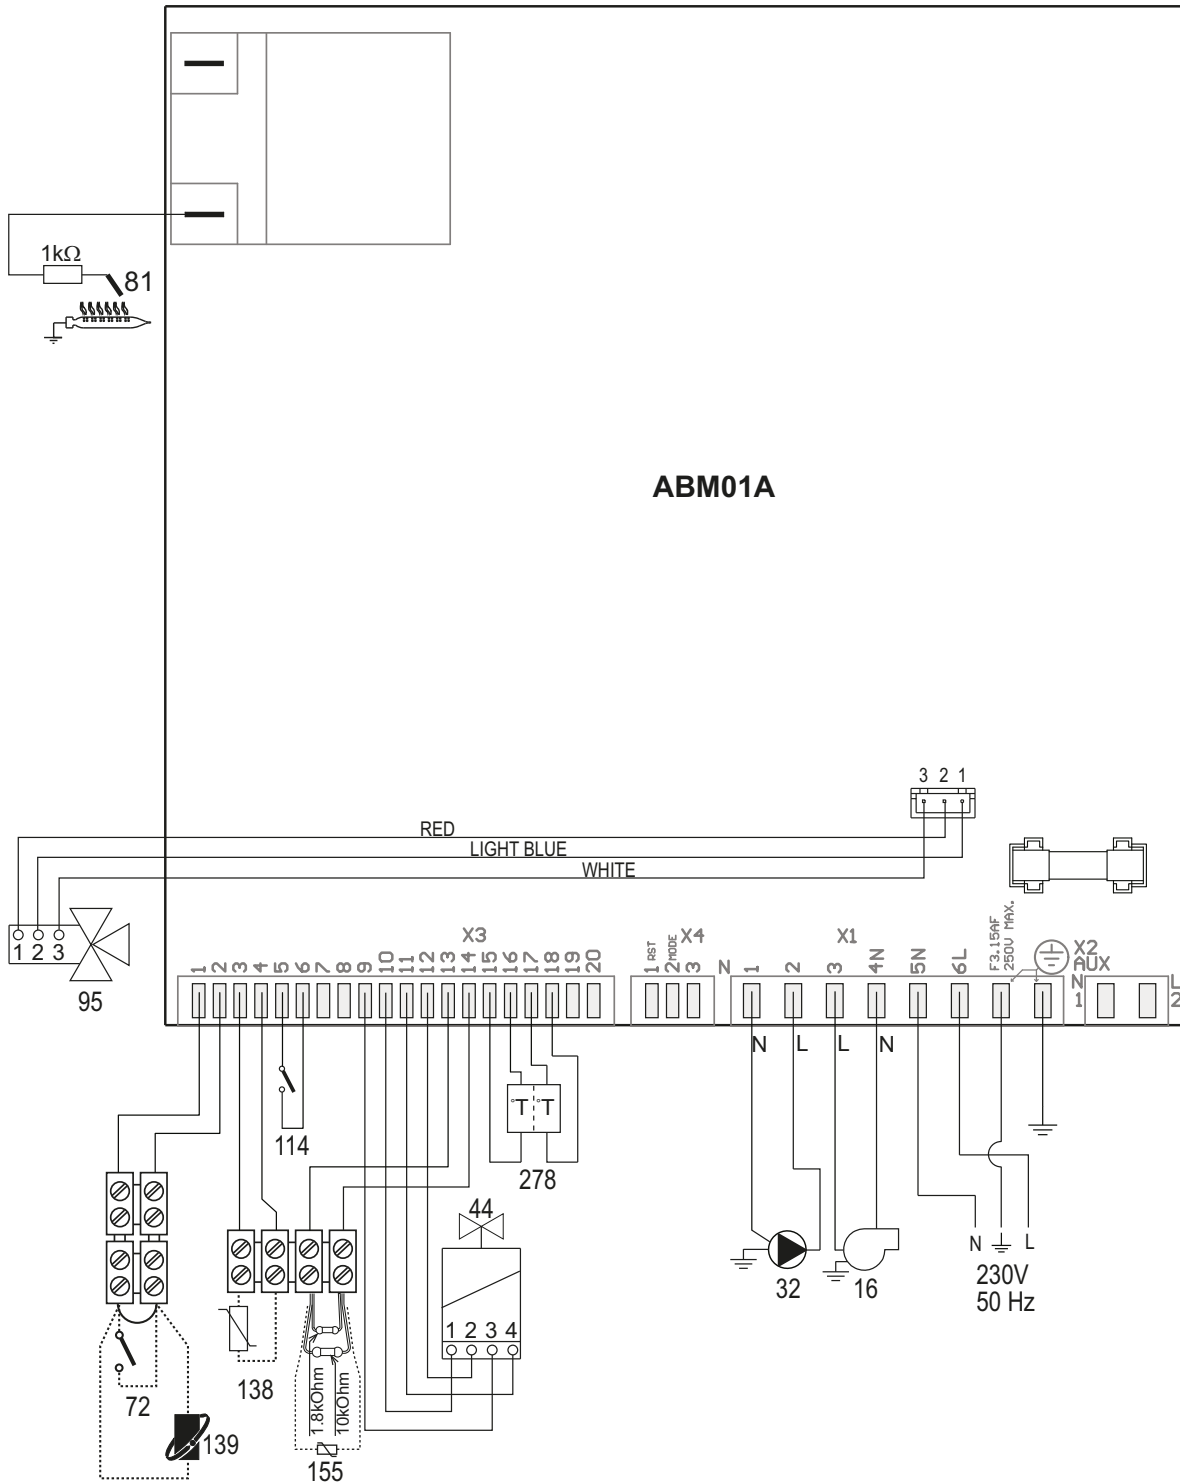 1kΩ
81
ABM01A
3 2 1
RED
LIGHT BLUE
WHITE
1 2 3
95
X3
1 2 3 4 5 6 7 8 9 10 11 12 13 14 15 16 17 18 19 20
X4
1 RST
2 MODE
3
X1
N 1 2 3 4N 5N 6L
F3.15AF
250V MAX.
X2
AUX
N L
1 2
N L L N
114
278
44
1 2 3 4
32
16
N L
230V
50 Hz
72
138
139
1.8kOhm
10kOhm
155
°T °T